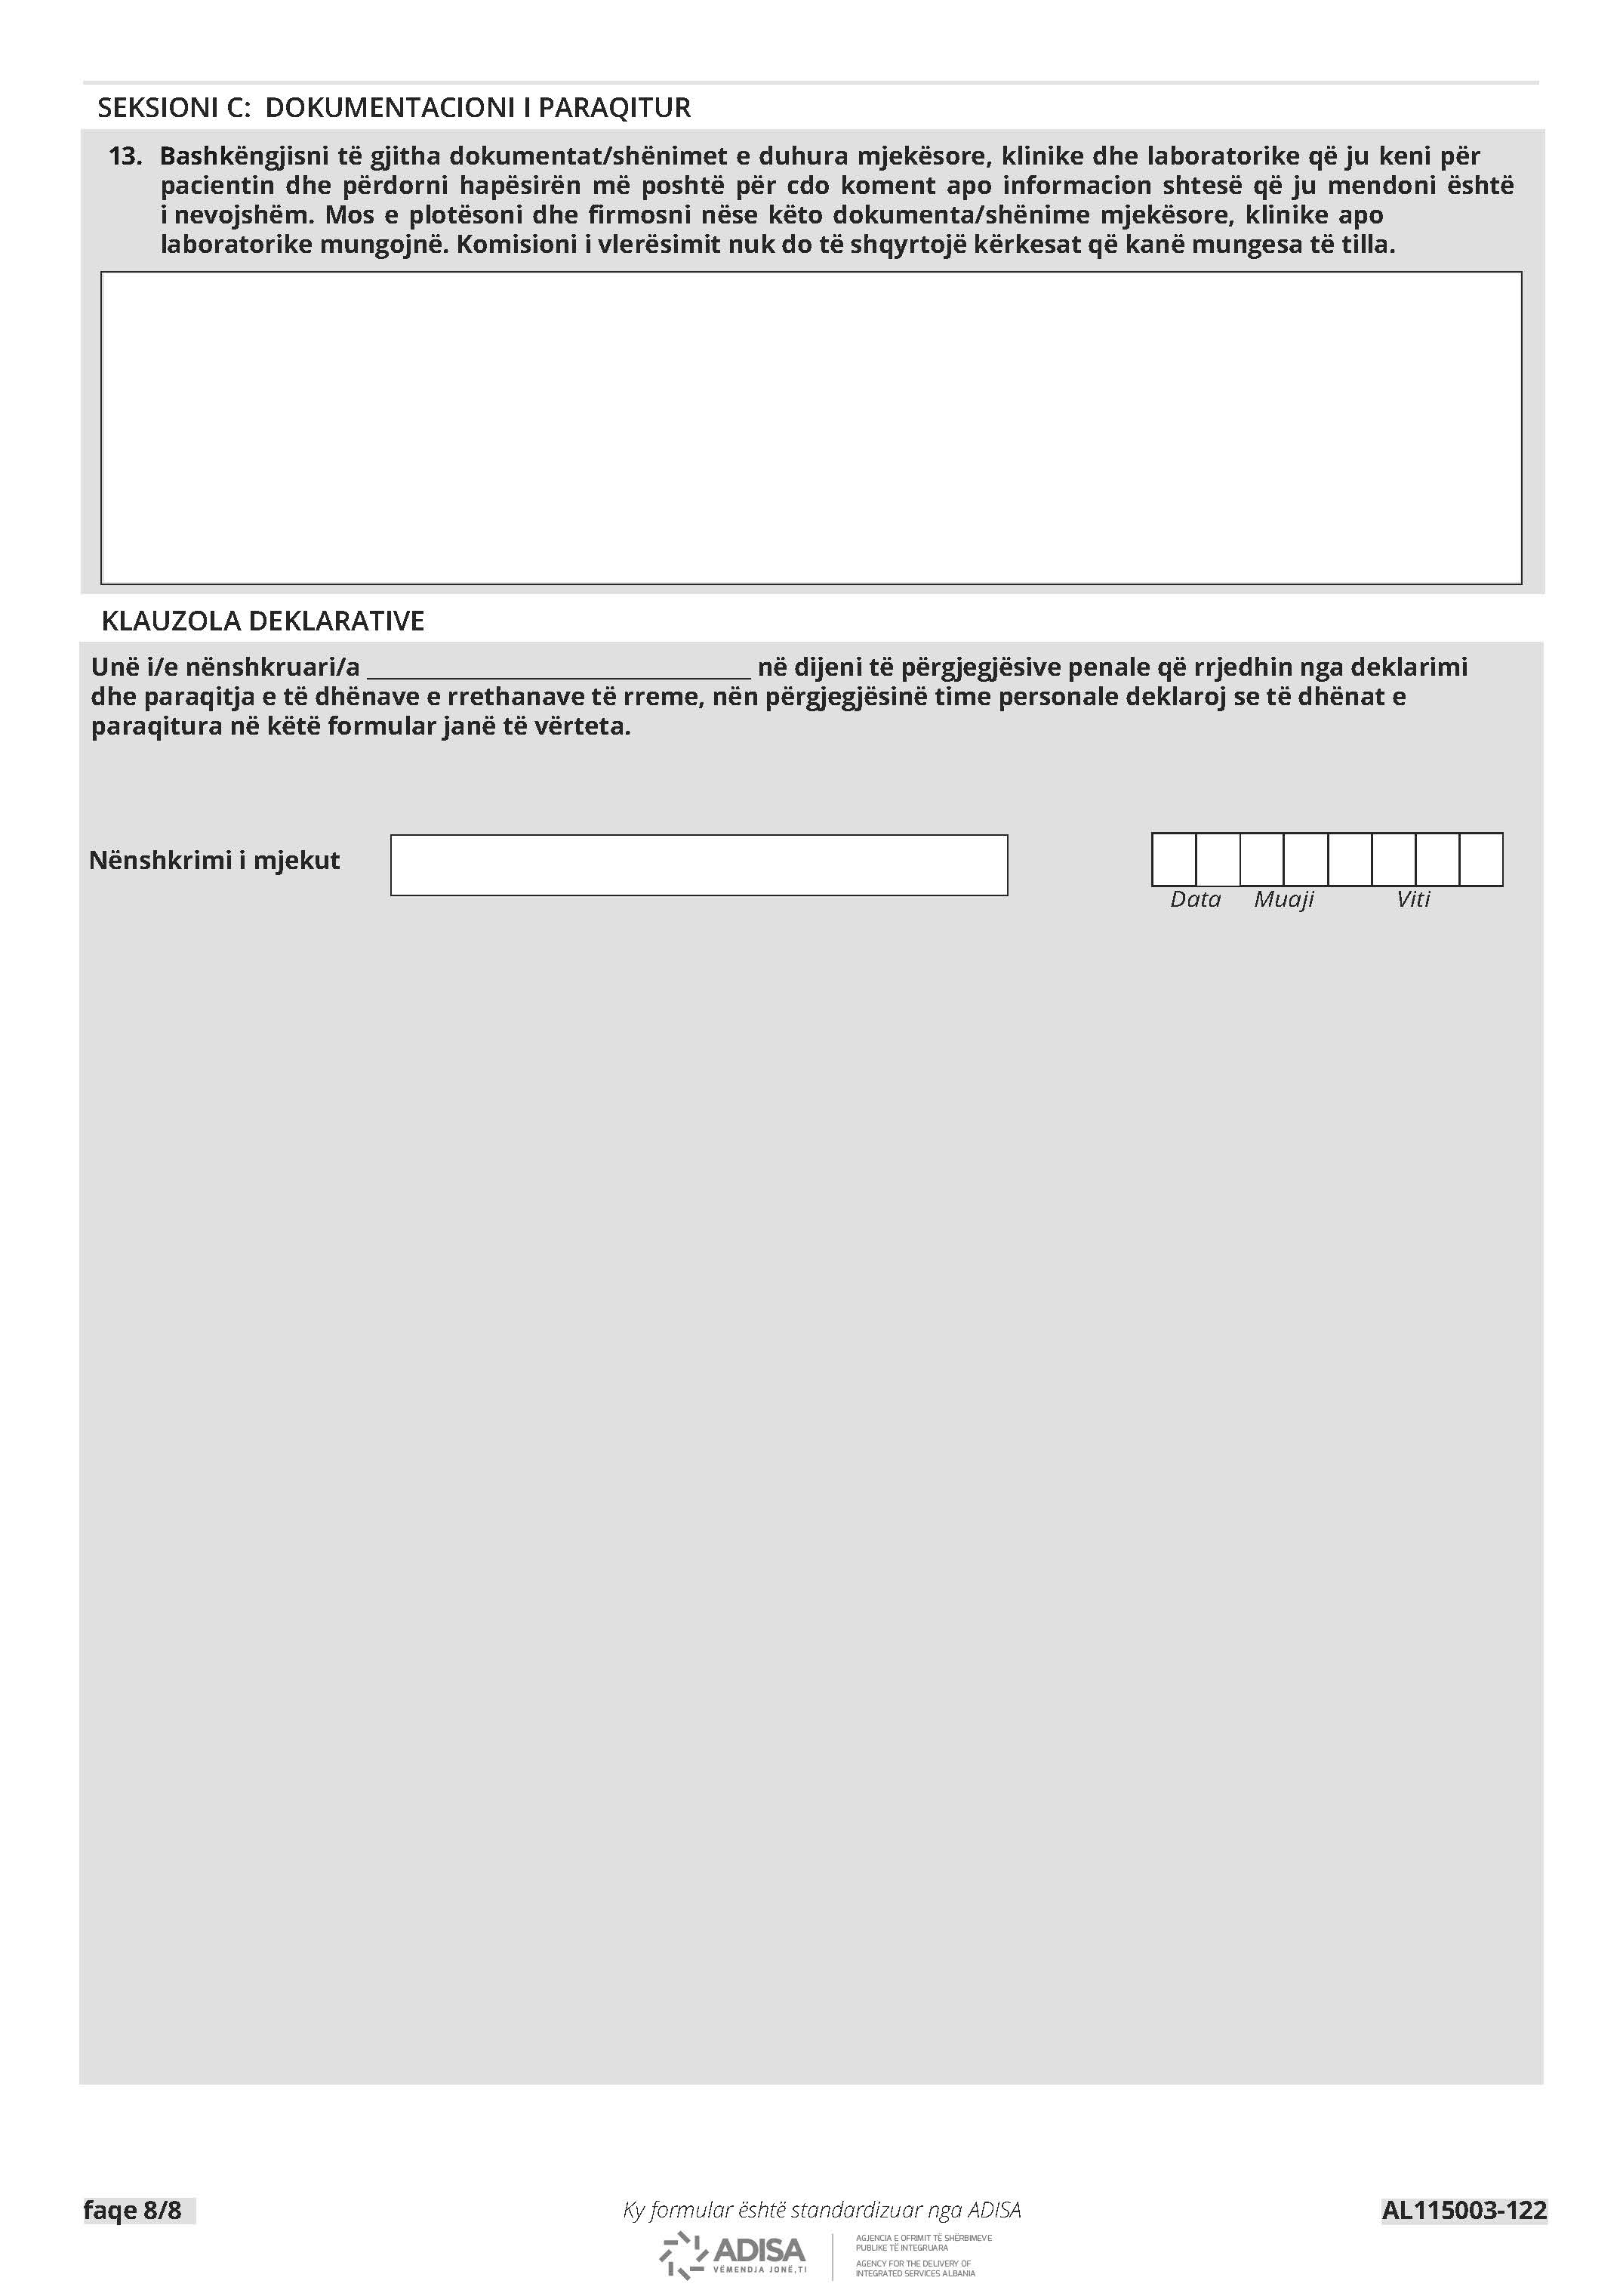 SEKSIONI C: DOKUMENTACIONI I PARAQITUR
13. Bashkëngjisni të gjitha dokumentat/shënimet e duhura mjekësore, klinike dhe laboratorike që ju keni për
pacientin dhe përdorni hapësirën më poshtë për cdo koment apo informacion shtesë që ju mendoni është
i nevojshëm. Mos e plotësoni dhe firmosni nëse këto dokumenta/shënime mjekësore, klinike apo
laboratorike mungojnë. Komisioni i vlerësimit nuk do të shqyrtojë kërkesat që kanë mungesa të tilla.
KLAUZOLA DEKLARATIVE
Unë i/e nënshkruari/a ____________________________ në dijeni të përgjegjësive penale që rrjedhin nga deklarimi
dhe paraqitja e të dhënave e rrethanave të rreme, nën përgjegjësinë time personale deklaroj se të dhënat e
paraqitura në këtë formular janë të vërteta.
Nënshkrimi i mjekut
Data Muaji Viti
faqe 8/8 Ky formular është standardizuar nga ADISA AL115003-122
ADISA
VËMENDJA JONË, TI
AGJENCIA E OFRIMIT TË SHËRBIMEVE
PUBLIKE TË INTEGRUARA
AGENCY FOR THE DELIVERY OF
INTEGRATED SERVICES ALBANIA